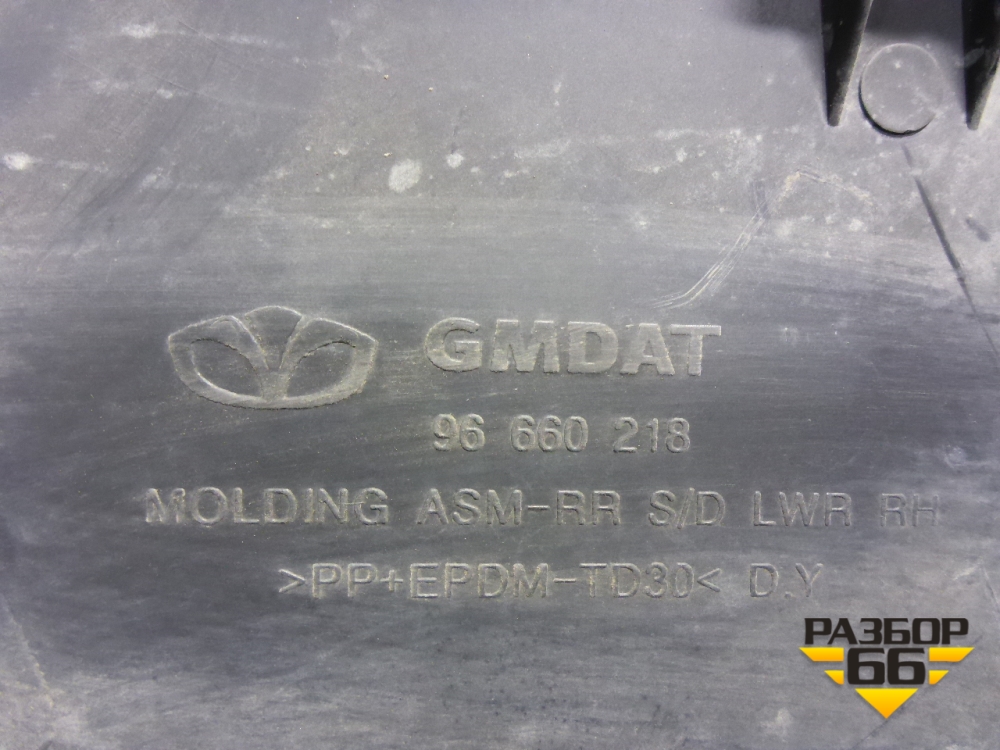 GMDAT
96 660 218
MOLDING ASM-RR S/D LWR RH
>PP+EPDM-TD30< D.Y
РАЗБОР
66